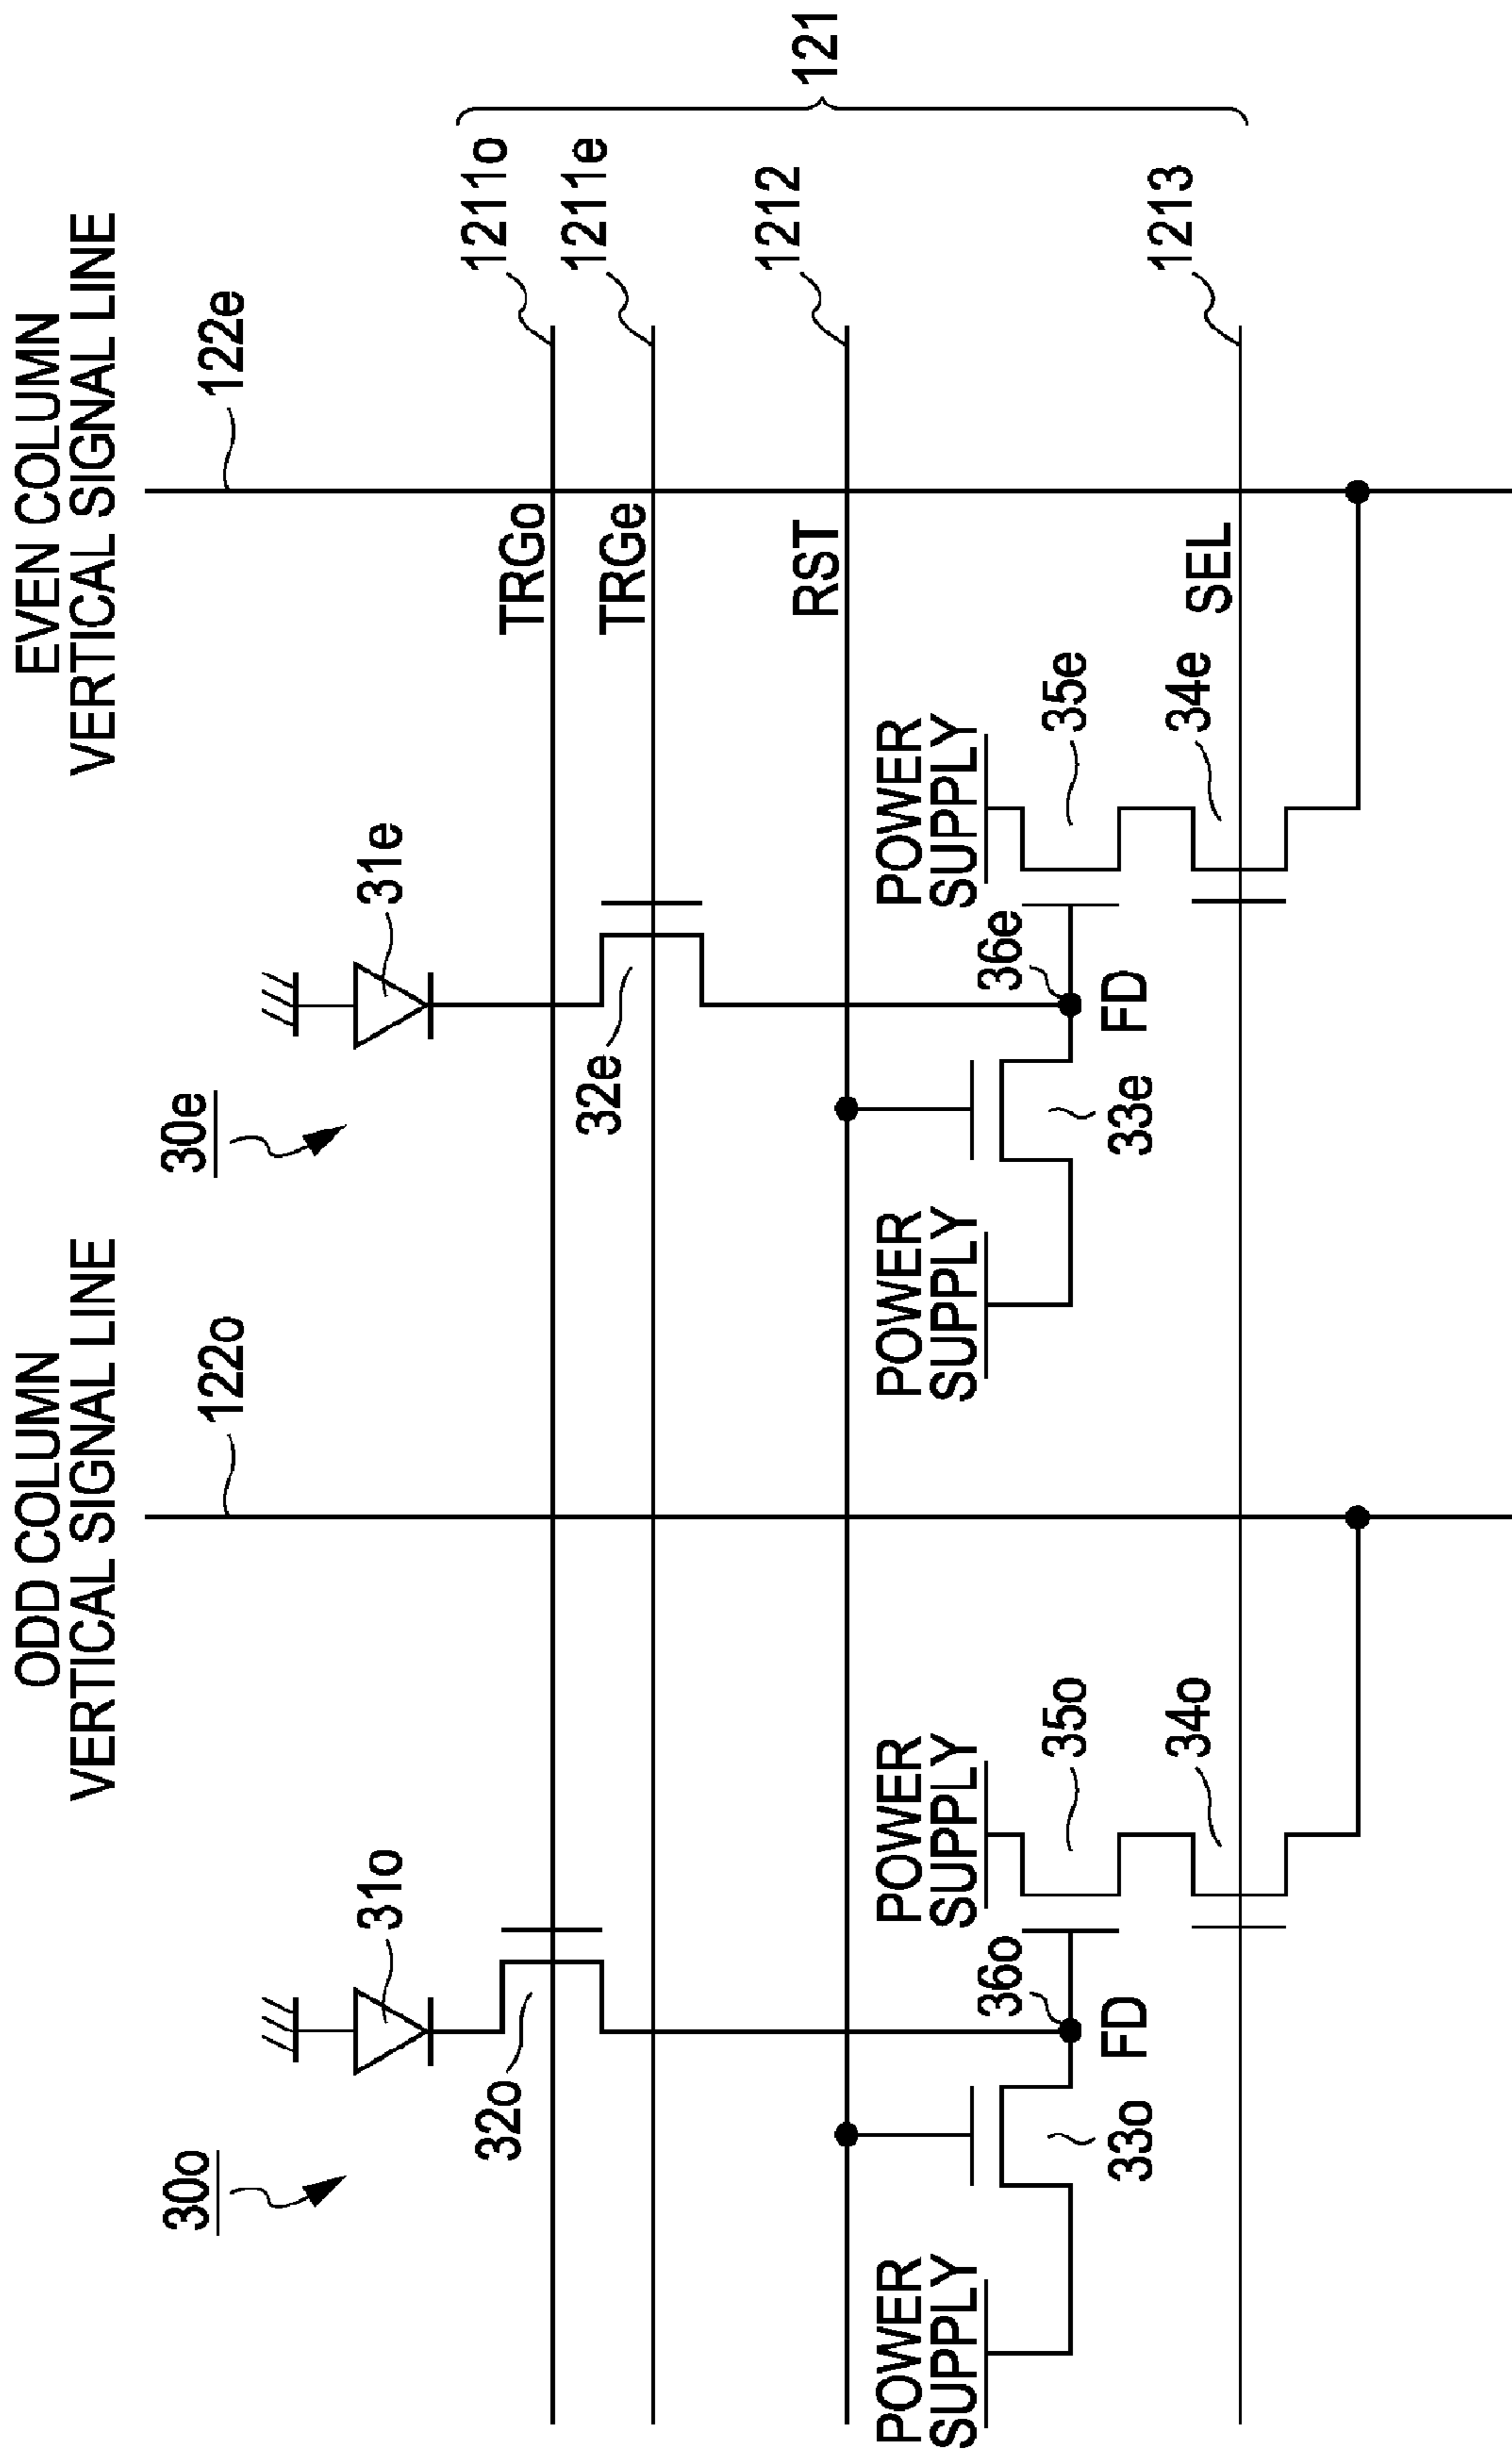 ODD COLUMN
VERTICAL SIGNAL LINE
EVEN COLUMN
VERTICAL SIGNAL LINE
122o
122e
30o
30e
31o
31e
1211o
TRGo
32o
1211e
TRGe
32e
121
1212
RST
POWER
SUPPLY
POWER
SUPPLY
POWER
SUPPLY
POWER
SUPPLY
36o
36e
35o
35e
FD
FD
33o
33e
34o
34e
SEL
1213